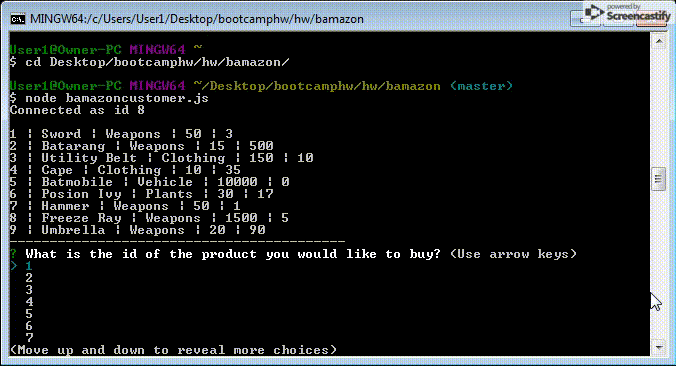 MINGW64:/c/Users/User1/Desktop/bootcamphw/hw/bamazon
powered by
Screencastify
User1@Owner-PC MINGW64 ~
$ cd Desktop/bootcamphw/hw/bamazon/
User1@Owner-PC MINGW64 ~/Desktop/bootcamphw/hw/bamazon (master)
$ node bamazoncustomer.js
Connected as id 8
1 | Sword | Weapons | 50 | 3
2 | Batarang | Weapons | 15 | 500
3 | Utility Belt | Clothing | 150 | 10
4 | Cape | Clothing | 10 | 35
5 | Batmobile | Vehicle | 10000 | 0
6 | Posion Ivy | Plants | 30 | 17
7 | Hammer | Weapons | 50 | 1
8 | Freeze Ray | Weapons | 1500 | 5
9 | Umbrella | Weapons | 20 | 90
-----------------------------------------
? What is the id of the product you would like to buy? (Use arrow keys)
> 1
2
3
4
5
6
7
(Move up and down to reveal more choices)